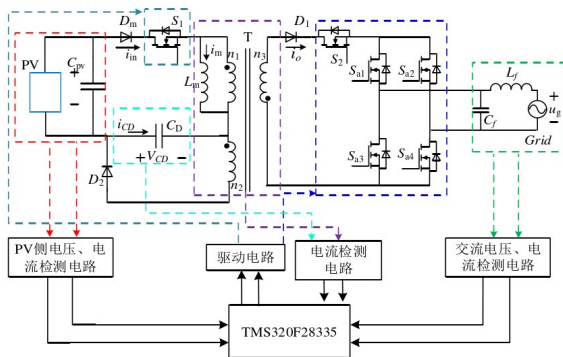 Dm
S1
T
D1
iin
im
n1
n3
io
S2
PV
Cpv
+
-
Lm
Sa1
Sa2
Lf
+
ug
-
Cf
Grid
iCD
CD
+ VCD -
D2
n2
Sa3
Sa4
PV侧电压、电
流检测电路
驱动电路
电流检测
电路
交流电压、电
流检测电路
TMS320F28335